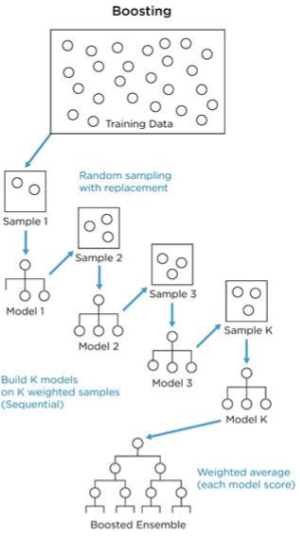 Boosting
Training Data
Random sampling
with replacement
Sample 1
Sample 2
Model 1
Sample 3
Model 2
Sample K
Model 3
Build K models
on K weighted samples
(Sequential)
Model K
Weighted average
(each model score)
Boosted Ensemble